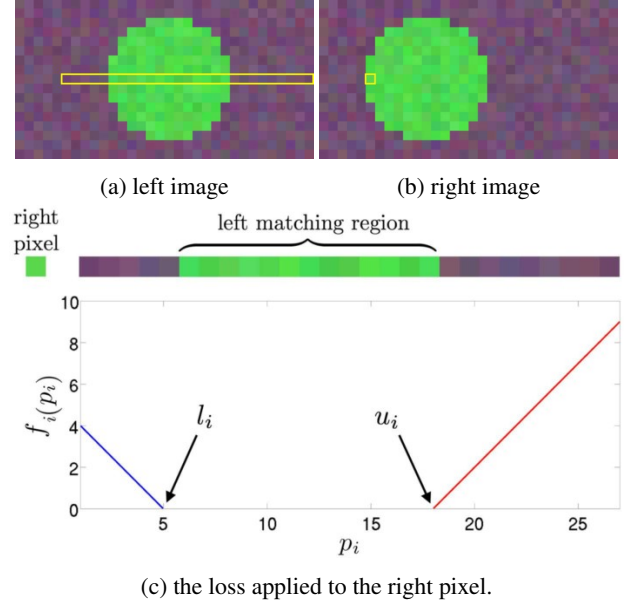 (a) left image
(b) right image
right
pixel
left matching region
10
8
6
4
2
0
f_i(p_i)
l_i
u_i
5
10
15
20
25
p_i
(c) the loss applied to the right pixel.